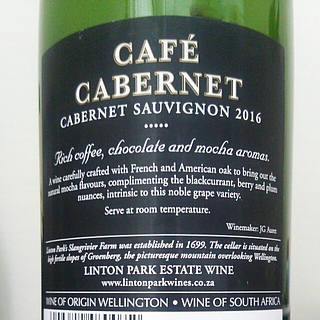 CAFÉ
CABERNET
CABERNET SAUVIGNON 2016
Rich coffee, chocolate and mocha aromas.
A wine carefully crafted with French and American oak to bring out the
natural mocha flavours, complimenting the blackcurrant, berry and plum
nuances, intrinsic to this noble grape variety.
Serve at room temperature.
Winemaker: JG Auret
Linton Park's Slangrivier Farm was established in 1699. The cellar is situated on the
high fertile slopes of Groenberg, the picturesque mountain overlooking Wellington.
LINTON PARK ESTATE WINE
www.lintonparkwines.co.za
WINE OF ORIGIN WELLINGTON • WINE OF SOUTH AFRICA